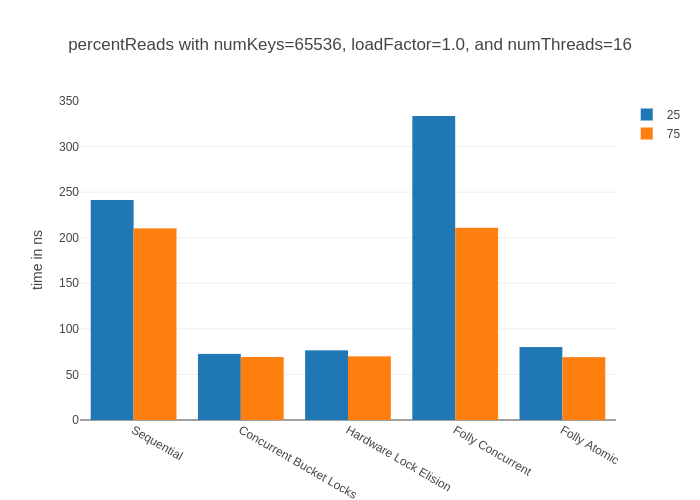 percentReads with numKeys=65536, loadFactor=1.0, and numThreads=16
350
300
250
200
150
100
50
0
time in ns
25
75
Sequential
Concurrent Bucket Locks
Hardware Lock Elision
Folly Concurrent
Folly Atomic